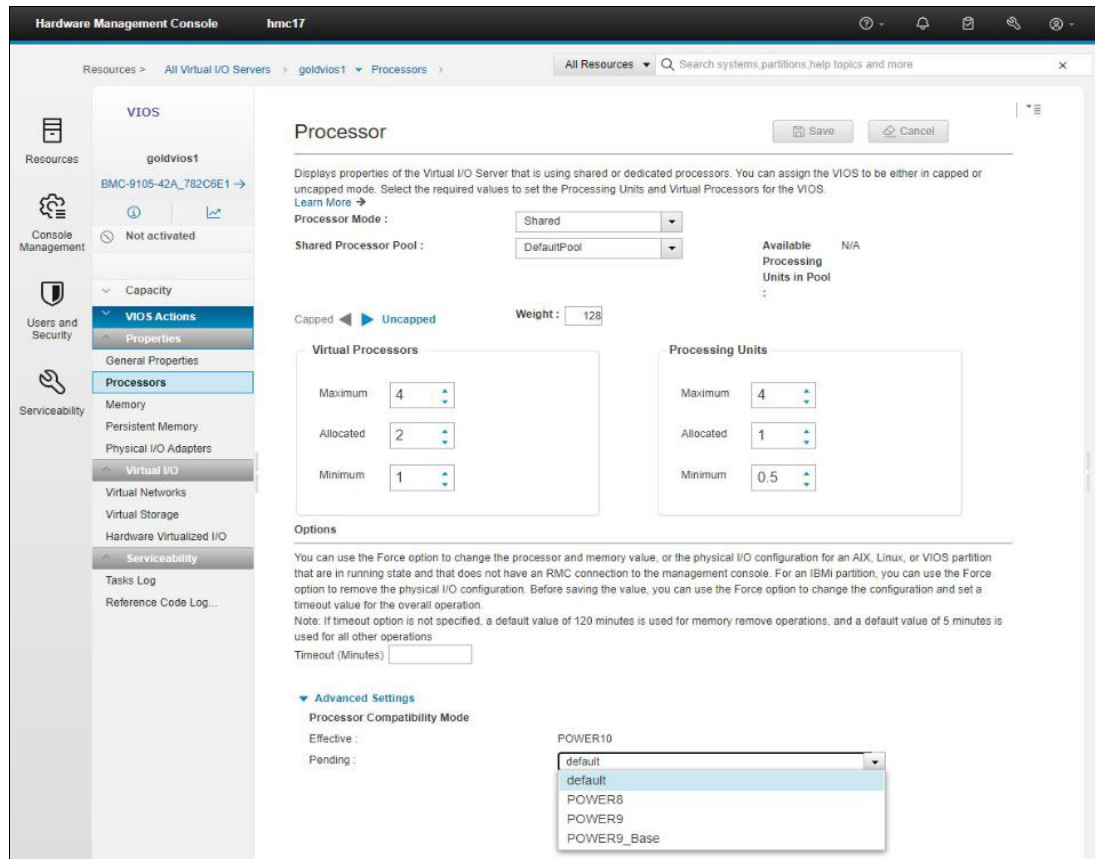 Hardware Management Console hmc17
Resources > All Virtual I/O Servers > goldvios1 Processors >
All Resources Search systems,partitions,help topics and more
Resources
Console
Management
Users and
Security
Serviceability
VIOS
goldvios1
BMC-9105-42A_782C6E1
Not activated
Capacity
VIOS Actions
Properties
General Properties
Processors
Memory
Persistent Memory
Physical I/O Adapters
Virtual I/O
Virtual Networks
Virtual Storage
Hardware Virtualized I/O
Serviceability
Tasks Log
Reference Code Log...
Processor
Save
Cancel
Displays properties of the Virtual I/O Server that is using shared or dedicated processors. You can assign the VIOS to be either in capped or
uncapped mode. Select the required values to set the Processing Units and Virtual Processors for the VIOS.
Learn More
Processor Mode : Shared
Shared Processor Pool : DefaultPool
Available N/A
Processing
Units in Pool
:
Capped Uncapped Weight : 128
Virtual Processors
Maximum 4
Allocated 2
Minimum 1
Processing Units
Maximum 4
Allocated 1
Minimum 0.5
Options
You can use the Force option to change the processor and memory value, or the physical I/O configuration for an AIX, Linux, or VIOS partition
that are in running state and that does not have an RMC connection to the management console. For an IBMi partition, you can use the Force
option to remove the physical I/O configuration. Before saving the value, you can use the Force option to change the configuration and set a
timeout value for the overall operation.
Note: If timeout option is not specified, a default value of 120 minutes is used for memory remove operations, and a default value of 5 minutes is
used for all other operations
Timeout (Minutes)
Advanced Settings
Processor Compatibility Mode
Effective : POWER10
Pending : default
default
POWER8
POWER9
POWER9_Base